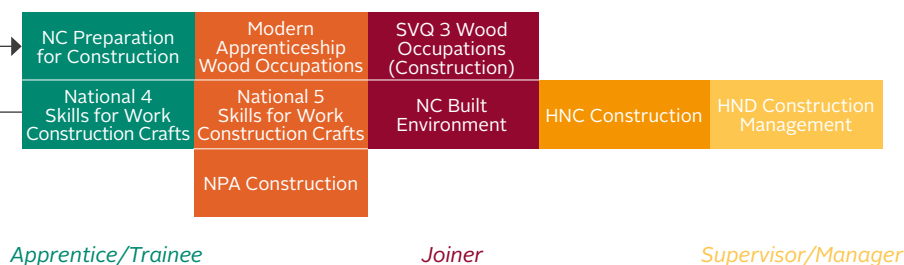 NC Preparation
for Construction
Modern
Apprenticeship
Wood Occupations
SVQ 3 Wood
Occupations
(Construction)
National 4
Skills for Work
Construction Crafts
National 5
Skills for Work
Construction Crafts
NC Built
Environment
HNC Construction
HND Construction
Management
NPA Construction
Apprentice/Trainee
Joiner
Supervisor/Manager